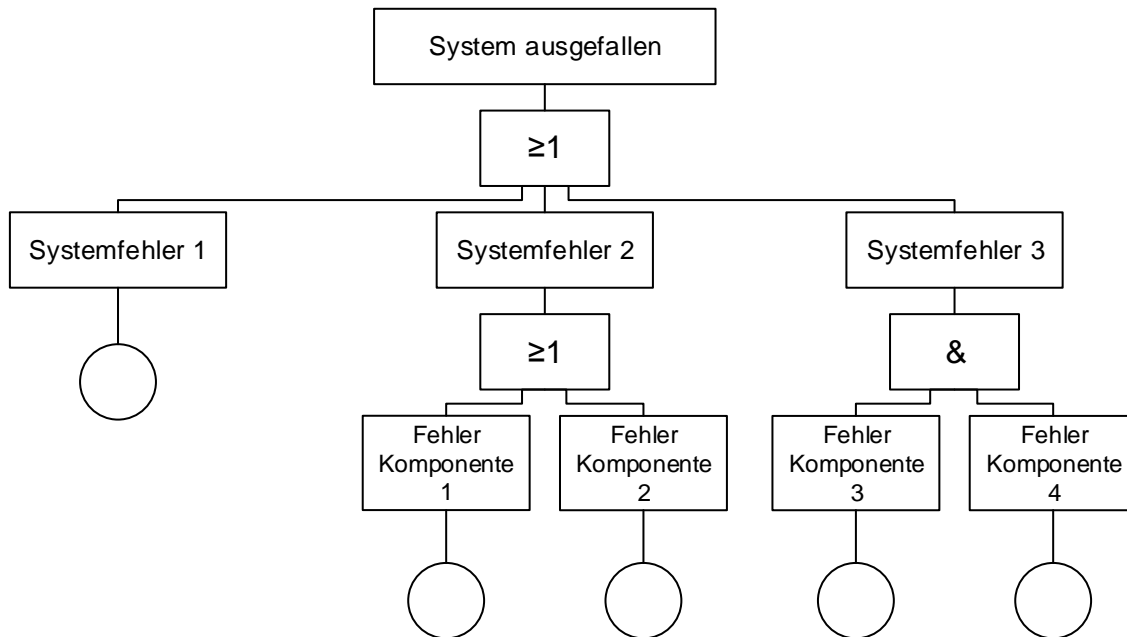 System ausgefallen
≥1
Systemfehler 1
Systemfehler 2
Systemfehler 3
≥1
&
Fehler
Komponente
1
Fehler
Komponente
2
Fehler
Komponente
3
Fehler
Komponente
4